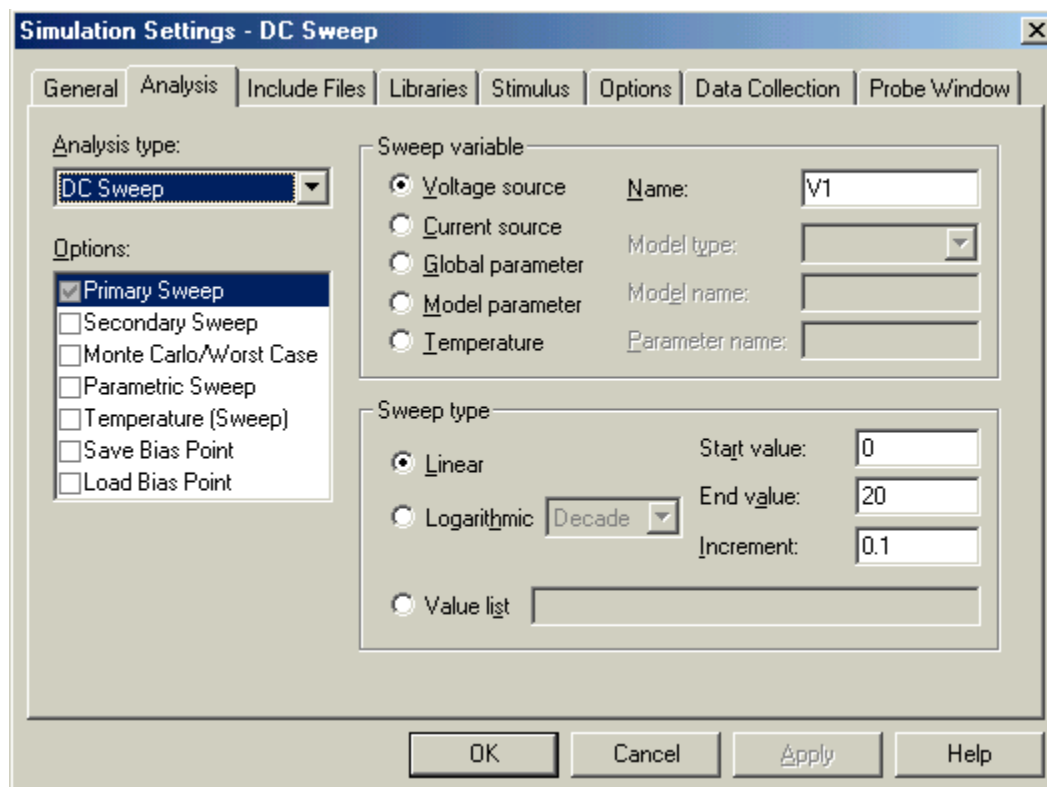 Simulation Settings - DC Sweep
General Analysis Include Files Libraries Stimulus Options Data Collection Probe Window
Analysis type:
DC Sweep
Options:
Primary Sweep
Secondary Sweep
Monte Carlo/Worst Case
Parametric Sweep
Temperature (Sweep)
Save Bias Point
Load Bias Point
Sweep variable
Voltage source
Current source
Global parameter
Model parameter
Temperature
Name: V1
Model type:
Model name:
Parameter name:
Sweep type
Linear
Logarithmic Decade
Value list
Start value: 0
End value: 20
Increment: 0.1
OK Cancel Apply Help